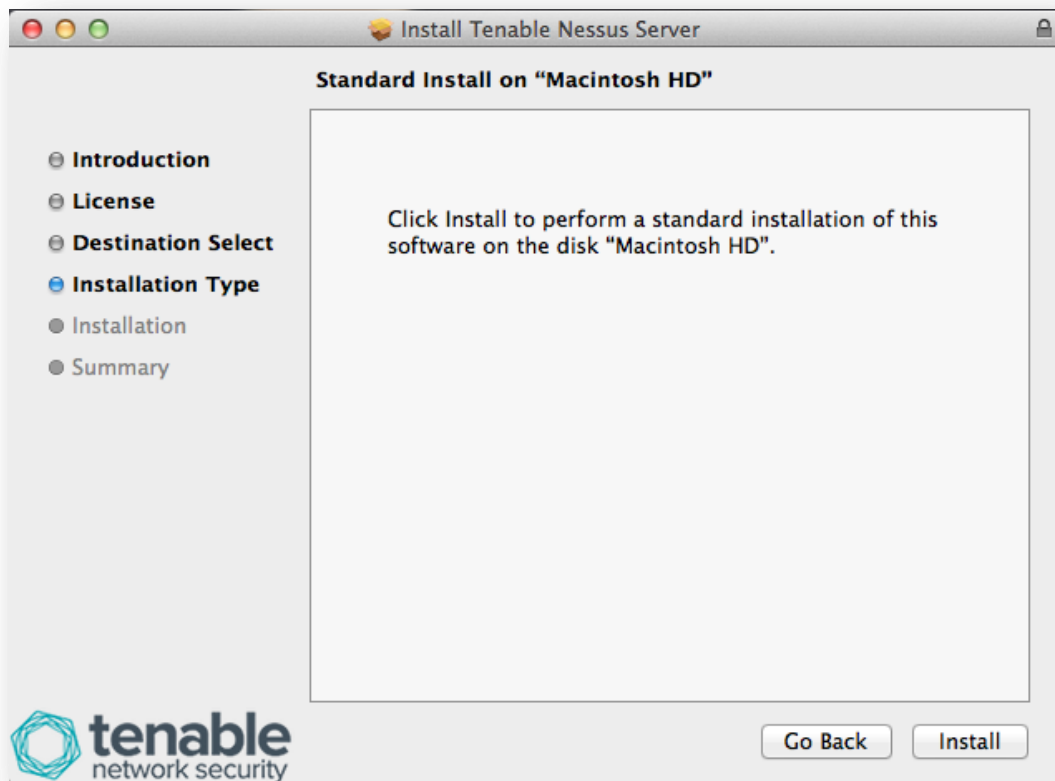 Install Tenable Nessus Server
Standard Install on “Macintosh HD”
Introduction
License
Destination Select
Installation Type
Installation
Summary
Click Install to perform a standard installation of this
software on the disk “Macintosh HD”.
tenable
network security
Go Back
Install